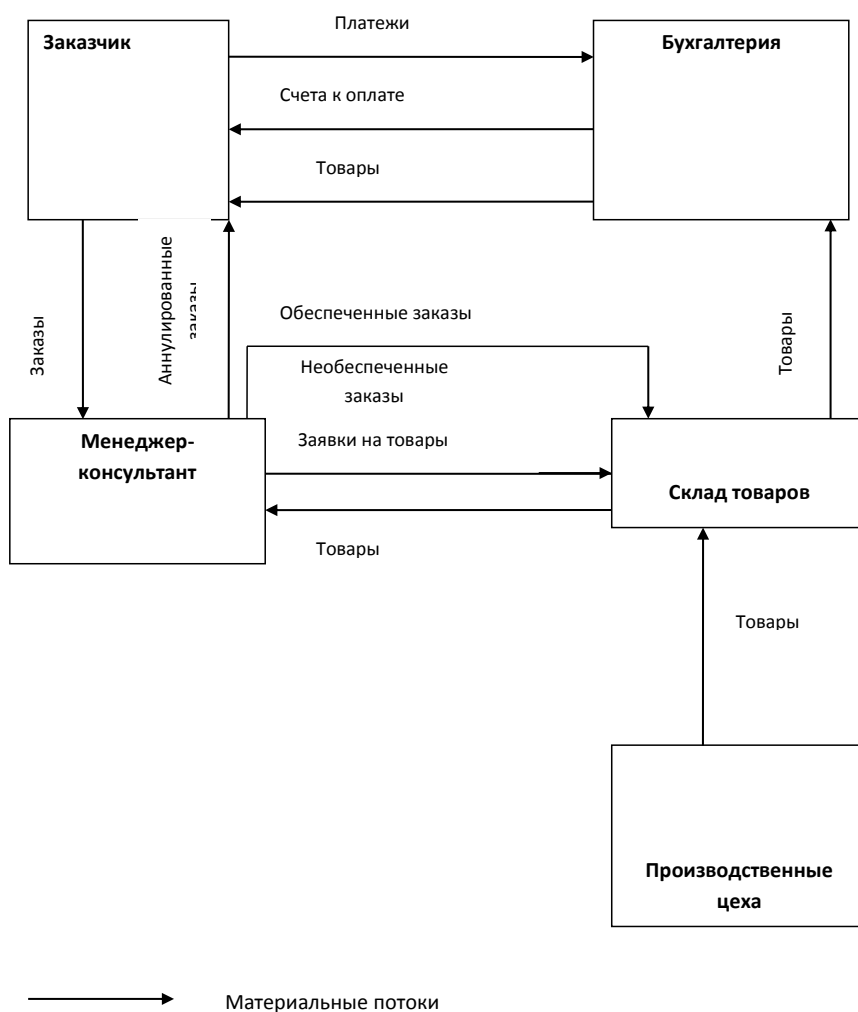 Платежи
Заказчик
Бухгалтерия
Счета к оплате
Товары
Аннулированные
заказы
Заказы
Обеспеченные заказы
Товары
Необеспеченные
заказы
Менеджер-
консультант
Заявки на товары
Склад товаров
Товары
Товары
Производственные
цеха
Материальные потоки